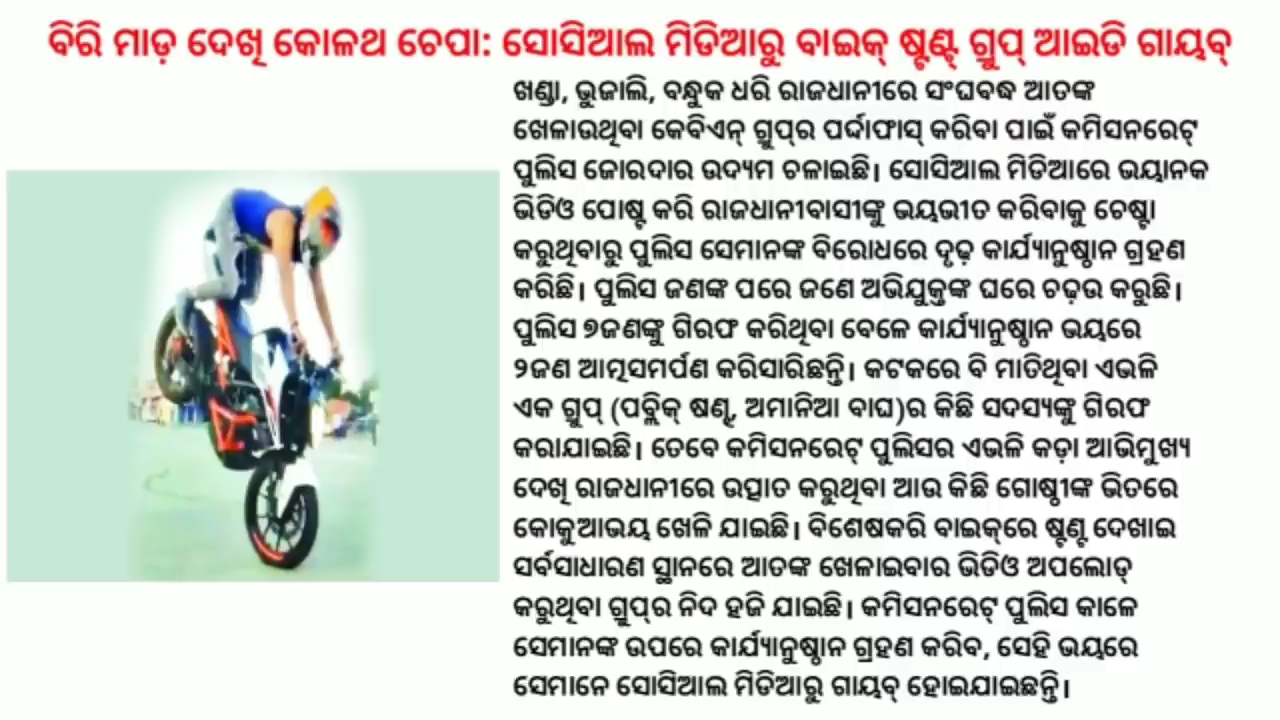 ବିରି ମାଡ଼ ଦେଖି କୋଳଥ ଚେପା: ସୋସିଆଲ ମିଡିଆରୁ ବାଇକ୍ ଷ୍ଟଣ୍ଟ୍ ଗ୍ରୁପ୍ ଆଇଡି ଗାୟବ୍
ଖଣ୍ଡା, ଭୁଜାଲି, ବନ୍ଧୁକ ଧରି ରାଜଧାନୀରେ ସଂଘବଦ୍ଧ ଆତଙ୍କ
ଖେଳାଉଥିବା କେବିଏନ୍ ଗ୍ରୁପ୍‌ର ପର୍ଦ୍ଦାଫାସ୍ କରିବା ପାଇଁ କମିସନରେଟ୍
ପୁଲିସ ଜୋରଦାର ଉଦ୍ୟମ ଚଳାଇଛି। ସୋସିଆଲ ମିଡିଆରେ ଭୟାନକ
ଭିଡିଓ ପୋଷ୍ଟ କରି ରାଜଧାନୀବାସୀଙ୍କୁ ଭୟଭୀତ କରିବାକୁ ଚେଷ୍ଟା
କରୁଥିବାରୁ ପୁଲିସ ସେମାନଙ୍କ ବିରୋଧରେ ଦୃଢ଼ କାର୍ଯ୍ୟାନୁଷ୍ଠାନ ଗ୍ରହଣ
କରିଛି। ପୁଲିସ ଜଣଙ୍କ ପରେ ଜଣେ ଅଭିଯୁକ୍ତଙ୍କ ଘରେ ଚଢ଼ଉ କରୁଛି।
ପୁଲିସ ୭ଜଣଙ୍କୁ ଗିରଫ କରିଥିବା ବେଳେ କାର୍ଯ୍ୟାନୁଷ୍ଠାନ ଭୟରେ
୨ଜଣ ଆତ୍ମସମର୍ପଣ କରିସାରିଛନ୍ତି। କଟକରେ ବି ମାତିଥିବା ଏଭଳି
ଏକ ଗ୍ରୁପ୍ (ପବ୍ଲିକ୍ ଷଣ୍ଢ, ଅମାନିଆ ବାଘ)ର କିଛି ସଦସ୍ୟଙ୍କୁ ଗିରଫ
କରାଯାଇଛି। ତେବେ କମିସନରେଟ୍ ପୁଲିସର ଏଭଳି କଡ଼ା ଆଭିମୁଖ୍ୟ
ଦେଖି ରାଜଧାନୀରେ ଉତ୍ପାତ କରୁଥିବା ଆଉ କିଛି ଗୋଷ୍ଠୀଙ୍କ ଭିତରେ
କୋକୁଆଭୟ ଖେଳି ଯାଇଛି। ବିଶେଷକରି ବାଇକ୍‌ରେ ଷ୍ଟଣ୍ଟ ଦେଖାଇ
ସର୍ବସାଧାରଣ ସ୍ଥାନରେ ଆତଙ୍କ ଖେଳାଇବାର ଭିଡିଓ ଅପଲୋଡ୍
କରୁଥିବା ଗ୍ରୁପ୍‌ର ନିଦ ହଜି ଯାଇଛି। କମିସନରେଟ୍ ପୁଲିସ କାଳେ
ସେମାନଙ୍କ ଉପରେ କାର୍ଯ୍ୟାନୁଷ୍ଠାନ ଗ୍ରହଣ କରିବ, ସେହି ଭୟରେ
ସେମାନେ ସୋସିଆଲ ମିଡିଆରୁ ଗାୟବ୍ ହୋଇଯାଇଛନ୍ତି।